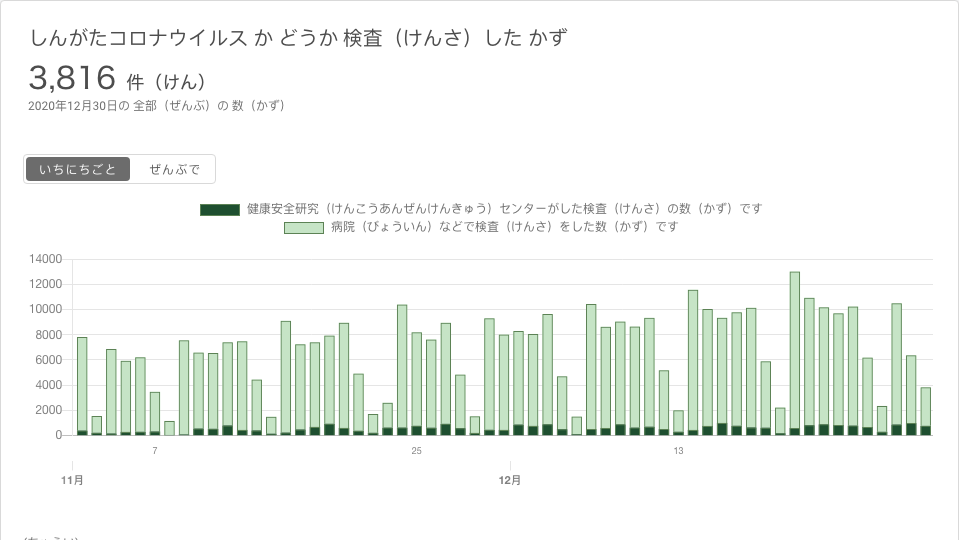 しんがたコロナウイルス か どうか 検査（けんさ）した かず
3,816 件（けん）
2020年12月30日の 全部（ぜんぶ）の 数（かず）
いちにちごと ぜんぶで
健康安全研究（けんこうあんぜんけんきゅう）センターがした検査（けんさ）の数（かず）です
病院（びょういん）などで検査（けんさ）をした数（かず）です
14000
12000
10000
8000
6000
4000
2000
0
7 25 13
11月 12月